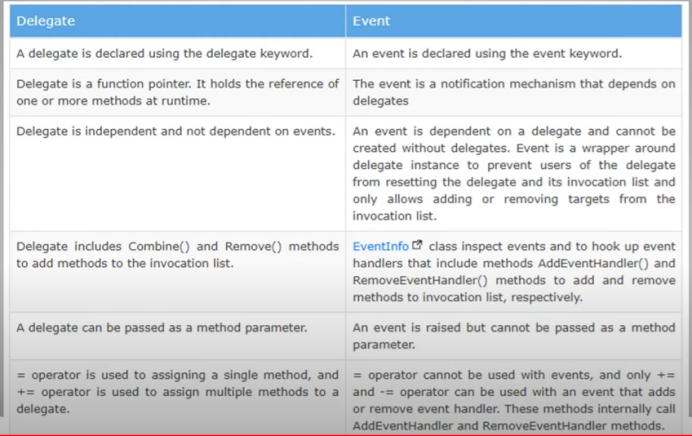 Delegate
Event
A delegate is declared using the delegate keyword.
An event is declared using the event keyword.
Delegate is a function pointer. It holds the reference of
one or more methods at runtime.
The event is a notification mechanism that depends on
delegates
Delegate is independent and not dependent on events.
An event is dependent on a delegate and cannot be
created without delegates. Event is a wrapper around
delegate instance to prevent users of the delegate
from resetting the delegate and its invocation list and
only allows adding or removing targets from the
invocation list.
Delegate includes Combine() and Remove() methods
to add methods to the invocation list.
EventInfo class inspect events and to hook up event
handlers that include methods AddEventHandler() and
RemoveEventHandler() methods to add and remove
methods to invocation list, respectively.
A delegate can be passed as a method parameter.
An event is raised but cannot be passed as a method
parameter.
= operator is used to assigning a single method, and
+= operator is used to assign multiple methods to a
delegate.
= operator cannot be used with events, and only +=
and -= operator can be used with an event that adds
or remove event handler. These methods internally call
AddEventHandler and RemoveEventHandler methods.